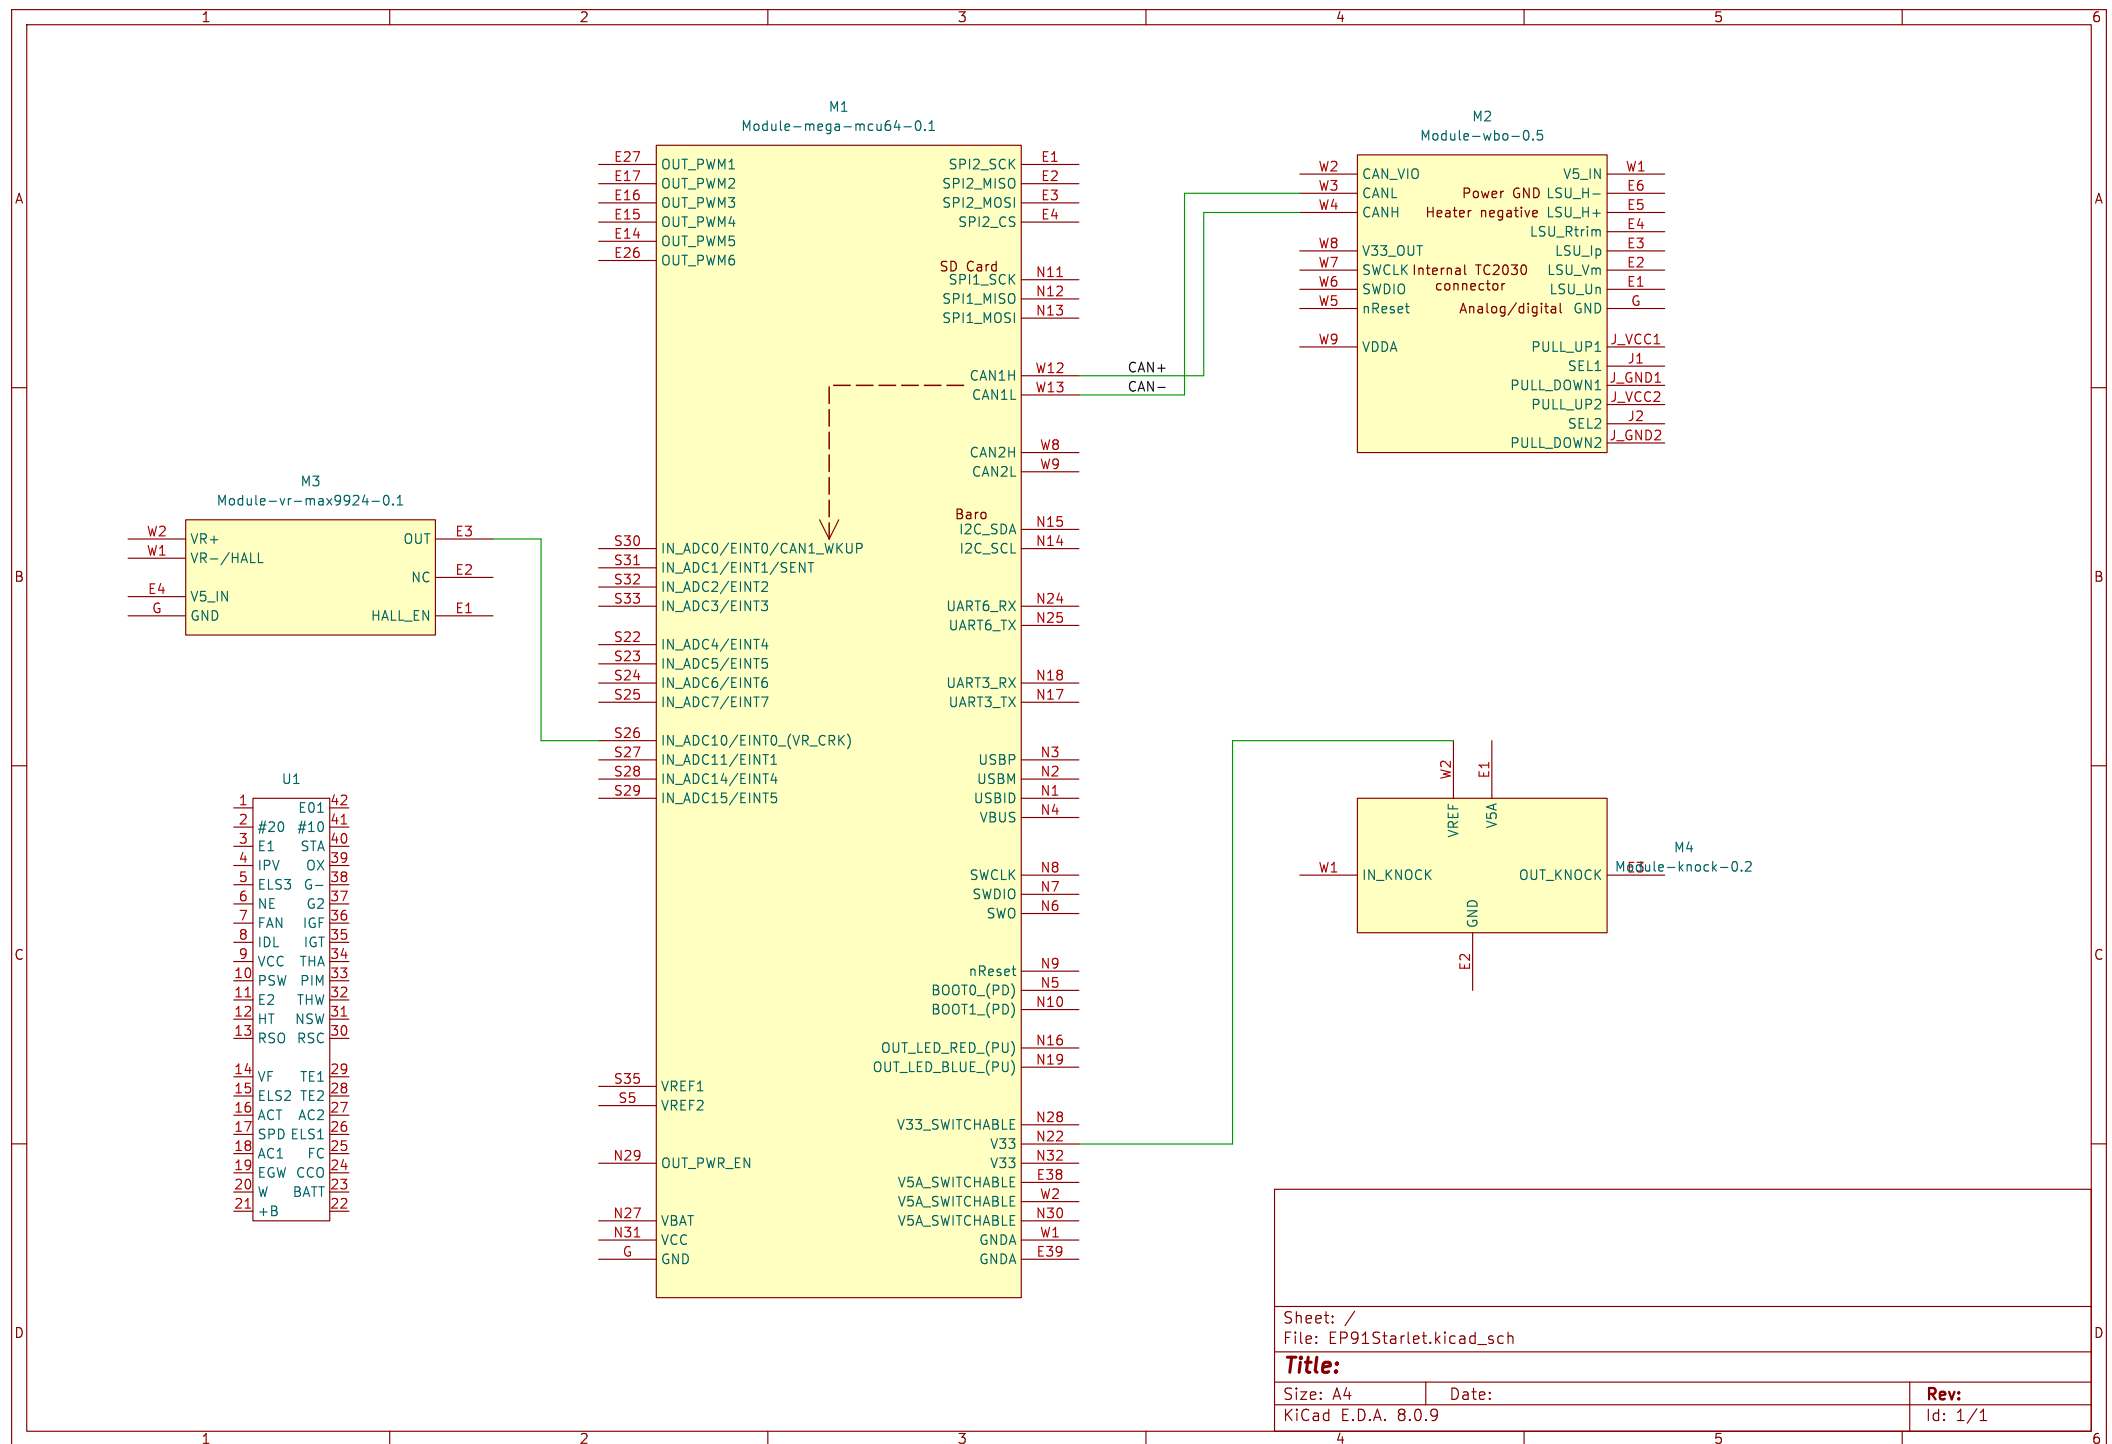 1 2 3 4 5 6
A
B
C
D
A
B
C
D
1 2 3 4 5 6
M1
Module-mega-mcu64-0.1
E27 OUT_PWM1
E17 OUT_PWM2
E16 OUT_PWM3
E15 OUT_PWM4
E14 OUT_PWM5
E26 OUT_PWM6
S30 IN_ADC0/EINT0/CAN1_WKUP
S31 IN_ADC1/EINT1/SENT
S32 IN_ADC2/EINT2
S33 IN_ADC3/EINT3
S22 IN_ADC4/EINT4
S23 IN_ADC5/EINT5
S24 IN_ADC6/EINT6
S25 IN_ADC7/EINT7
S26 IN_ADC10/EINT0_(VR_CRK)
S27 IN_ADC11/EINT1
S28 IN_ADC14/EINT4
S29 IN_ADC15/EINT5
S35 VREF1
S5 VREF2
N29 OUT_PWR_EN
N27 VBAT
N31 VCC
G GND
SPI2_SCK E1
SPI2_MISO E2
SPI2_MOSI E3
SPI2_CS E4
SD Card
SPI1_SCK N11
SPI1_MISO N12
SPI1_MOSI N13
CAN1H W12 CAN+
CAN1L W13 CAN-
CAN2H W8
CAN2L W9
Baro
I2C_SDA N15
I2C_SCL N14
UART6_RX N24
UART6_TX N25
UART3_RX N18
UART3_TX N17
USBP N3
USBM N2
USBID N1
VBUS N4
SWCLK N8
SWDIO N7
SWO N6
nReset N9
BOOT0_(PD) N5
BOOT1_(PD) N10
OUT_LED_RED_(PU) N16
OUT_LED_BLUE_(PU) N19
V33_SWITCHABLE N28
V33 N22
V33 N32
V5A_SWITCHABLE E38
V5A_SWITCHABLE W2
V5A_SWITCHABLE N30
GNDA W1
GNDA E39
M2
Module-wbo-0.5
W2 CAN_VIO V5_IN W1
W3 CANL Power GND LSU_H- E6
W4 CANH Heater negative LSU_H+ E5
LSU_Rtrim E4
W8 V33_OUT LSU_Ip E3
W7 SWCLK Internal TC2030 LSU_Vm E2
W6 SWDIO connector LSU_Un E1
W5 nReset Analog/digital GND G
W9 VDDA PULL_UP1 J_VCC1
SEL1 J1
PULL_DOWN1 J_GND1
PULL_UP2 J_VCC2
SEL2 J2
PULL_DOWN2 J_GND2
M3
Module-vr-max9924-0.1
W2 VR+ OUT E3
W1 VR-/HALL
NC E2
E4 V5_IN
G GND HALL_EN E1
U1
1 E01 42
2 #20 #10 41
3 E1 STA 40
4 IPV OX 39
5 ELS3 G- 38
6 NE G2 37
7 FAN IGF 36
8 IDL IGT 35
9 VCC THA 34
10 PSW PIM 33
11 E2 THW 32
12 HT NSW 31
13 RSO RSC 30
14 VF TE1 29
15 ELS2 TE2 28
16 ACT AC2 27
17 SPD ELS1 26
18 AC1 FC 25
19 EGW CCO 24
20 W BATT 23
21 +B 22
W2 E1
VREF V5A
M4
Module-knock-0.2
W1 IN_KNOCK OUT_KNOCK E3
GND
E2
Sheet: /
File: EP91Starlet.kicad_sch
Title:
Size: A4 Date: Rev:
KiCad E.D.A. 8.0.9 Id: 1/1